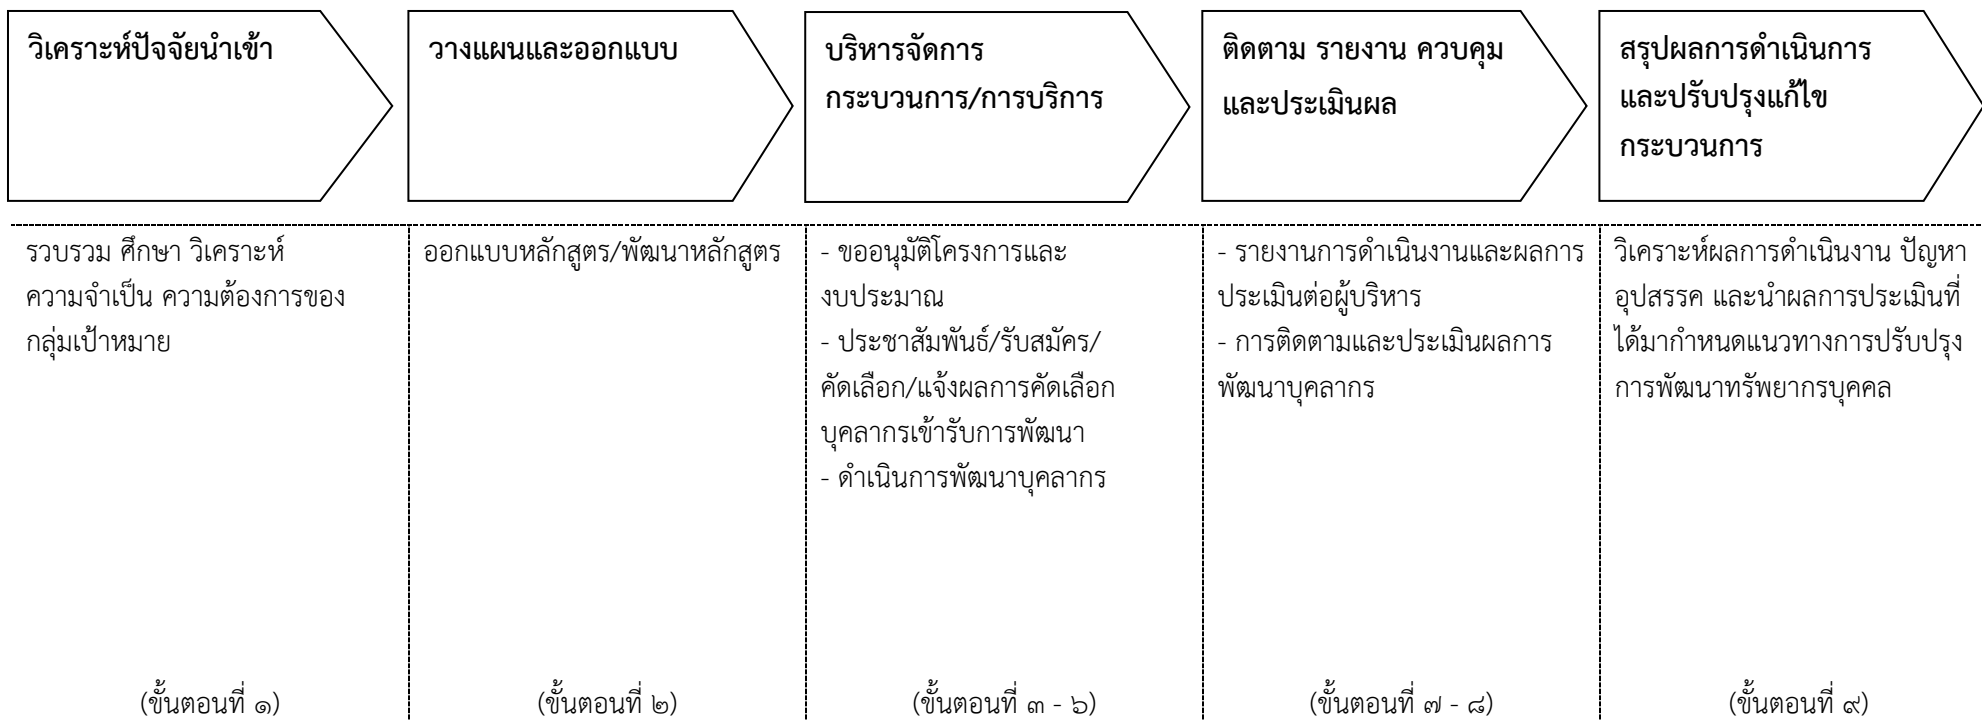 วิเคราะห์ปัจจัยนำเข้า
วางแผนและออกแบบ
บริหารจัดการ
กระบวนการ/การบริการ
ติดตาม รายงาน ควบคุม
และประเมินผล
สรุปผลการดำเนินการ
และปรับปรุงแก้ไข
กระบวนการ
รวบรวม ศึกษา วิเคราะห์
ความจำเป็น ความต้องการของ
กลุ่มเป้าหมาย
(ขั้นตอนที่ ๑)
ออกแบบหลักสูตร/พัฒนาหลักสูตร
(ขั้นตอนที่ ๒)
- ขออนุมัติโครงการและ
งบประมาณ
- ประชาสัมพันธ์/รับสมัคร/
คัดเลือก/แจ้งผลการคัดเลือก
บุคลากรเข้ารับการพัฒนา
- ดำเนินการพัฒนาบุคลากร
(ขั้นตอนที่ ๓ - ๖)
- รายงานการดำเนินงานและผลการ
ประเมินต่อผู้บริหาร
- การติดตามและประเมินผลการ
พัฒนาบุคลากร
(ขั้นตอนที่ ๗ - ๘)
วิเคราะห์ผลการดำเนินงาน ปัญหา
อุปสรรค และนำผลการประเมินที่
ได้มากำหนดแนวทางการปรับปรุง
การพัฒนาทรัพยากรบุคคล
(ขั้นตอนที่ ๙)